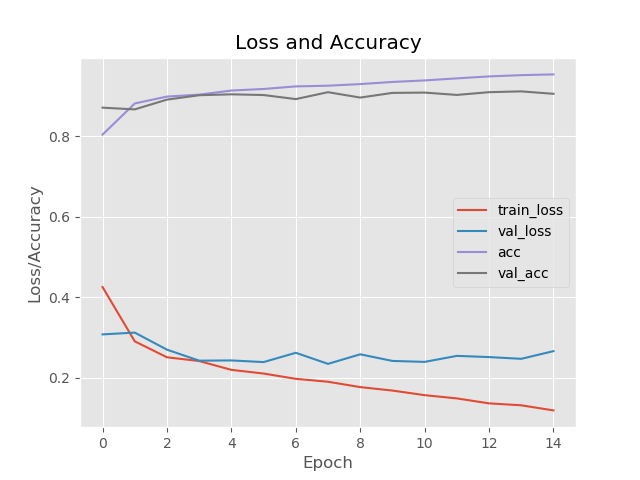 Loss and Accuracy
Loss/Accuracy
0.8
0.6
0.4
0.2
train_loss
val_loss
acc
val_acc
0 2 4 6 8 10 12 14
Epoch